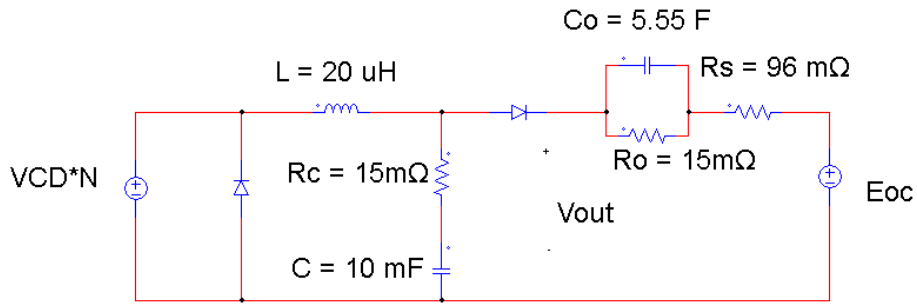 Co = 5.55 F
L = 20 uH
Rs = 96 mΩ
VCD*N
Rc = 15mΩ
Ro = 15mΩ
Eoc
+
Vout
-
C = 10 mF